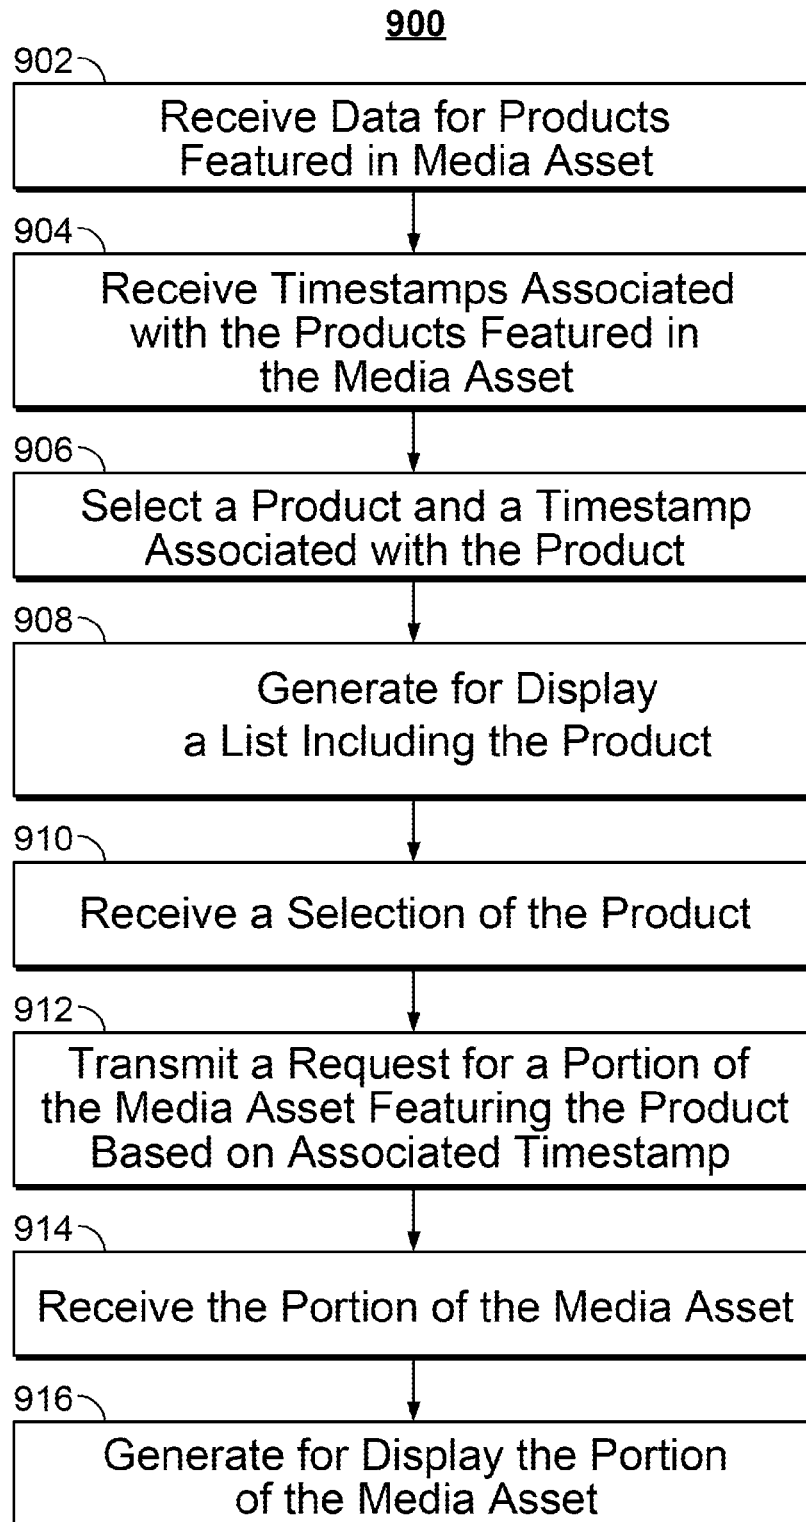 900
902
Receive Data for Products
Featured in Media Asset
904
Receive Timestamps Associated
with the Products Featured in
the Media Asset
906
Select a Product and a Timestamp
Associated with the Product
908
Generate for Display
a List Including the Product
910
Receive a Selection of the Product
912
Transmit a Request for a Portion of
the Media Asset Featuring the Product
Based on Associated Timestamp
914
Receive the Portion of the Media Asset
916
Generate for Display the Portion
of the Media Asset